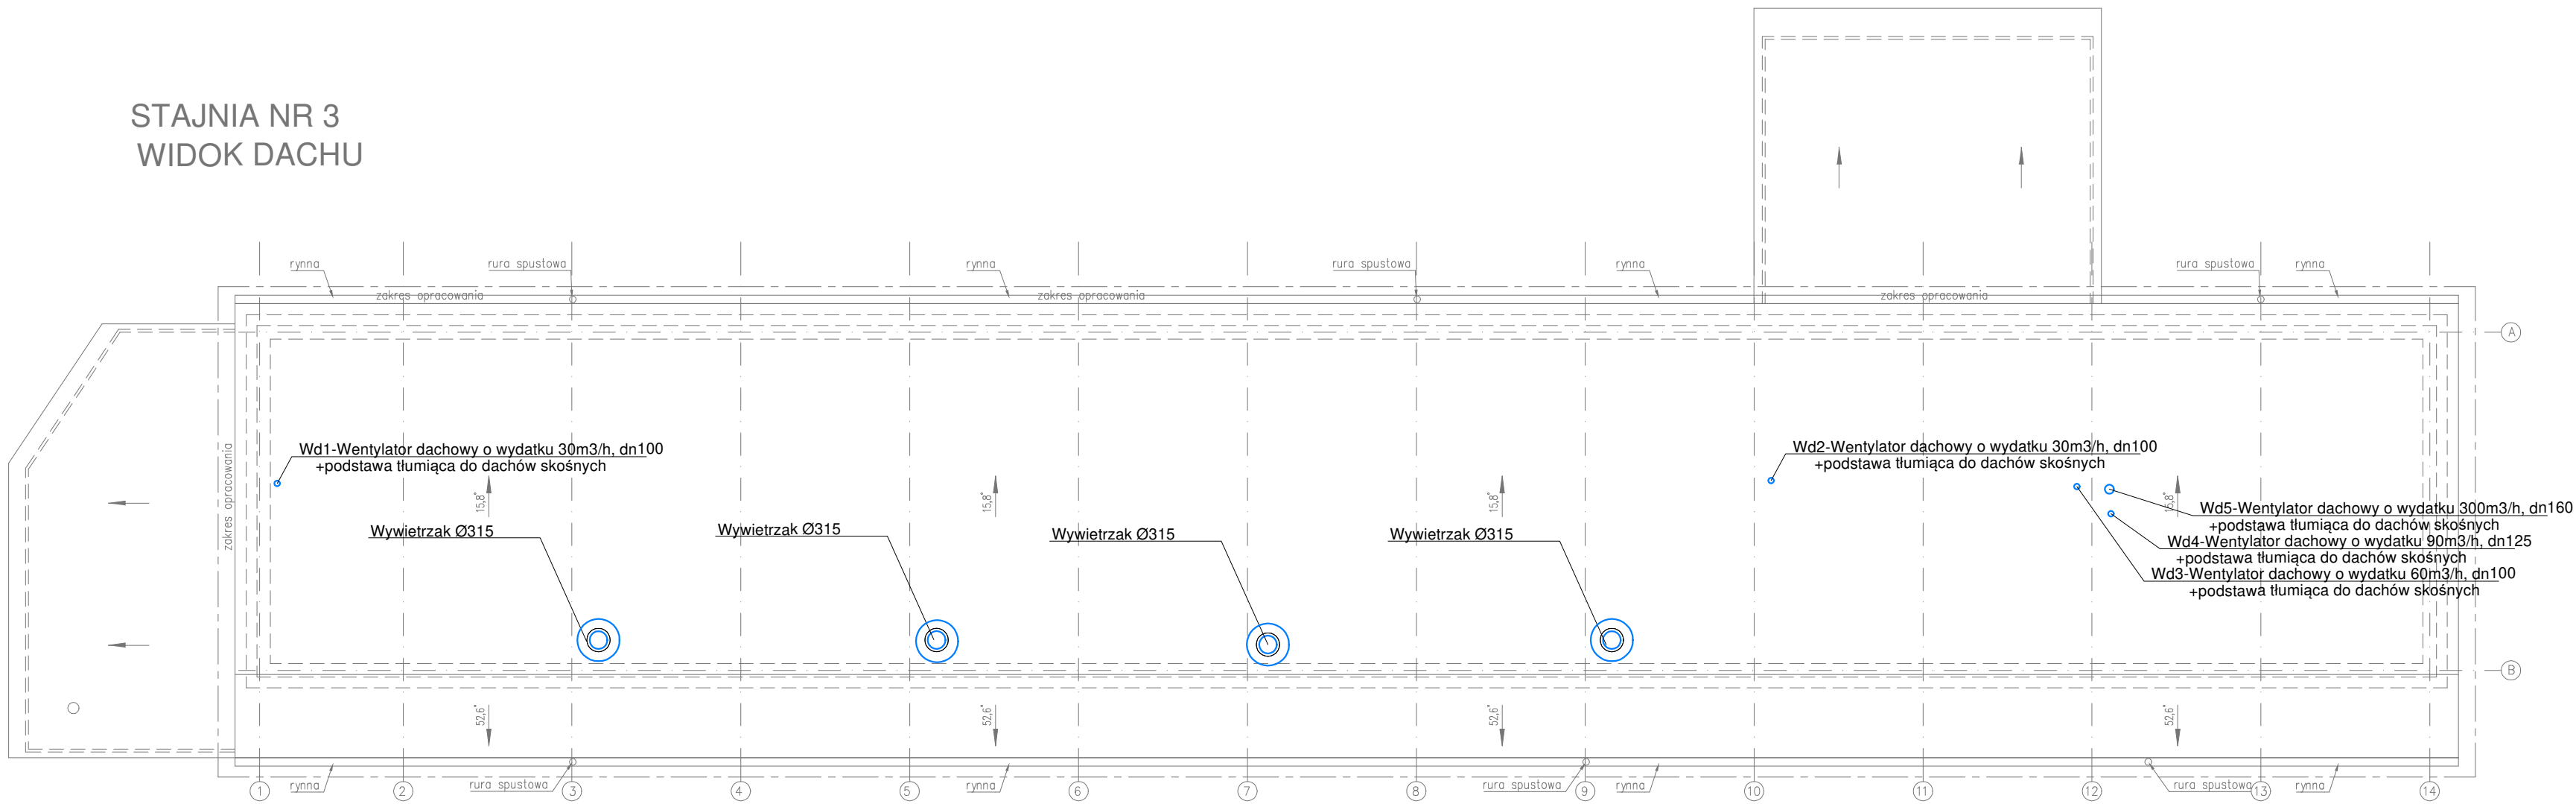 STAJNIA NR 3
WIDOK DACHU
rynna
rura spustowa
rynna
rura spustowa
rynna
rura spustowa
rynna
zakres opracowania
zakres opracowania
zakres opracowania
A
zakres opracowania
Wd1-Wentylator dachowy o wydatku 30m3/h, dn100
+podstawa tłumiąca do dachów skośnych
Wd2-Wentylator dachowy o wydatku 30m3/h, dn100
+podstawa tłumiąca do dachów skośnych
15,8°
15,8°
15,8°
15,8°
Wd5-Wentylator dachowy o wydatku 300m3/h, dn160
+podstawa tłumiąca do dachów skośnych
Wd4-Wentylator dachowy o wydatku 90m3/h, dn125
+podstawa tłumiąca do dachów skośnych
Wd3-Wentylator dachowy o wydatku 60m3/h, dn100
+podstawa tłumiąca do dachów skośnych
Wywietrzak Ø315
Wywietrzak Ø315
Wywietrzak Ø315
Wywietrzak Ø315
B
52,6°
52,6°
52,6°
52,6°
rynna
rura spustowa
rynna
rura spustowa
rynna
rura spustowa
rynna
1
2
3
4
5
6
7
8
9
10
11
12
13
14